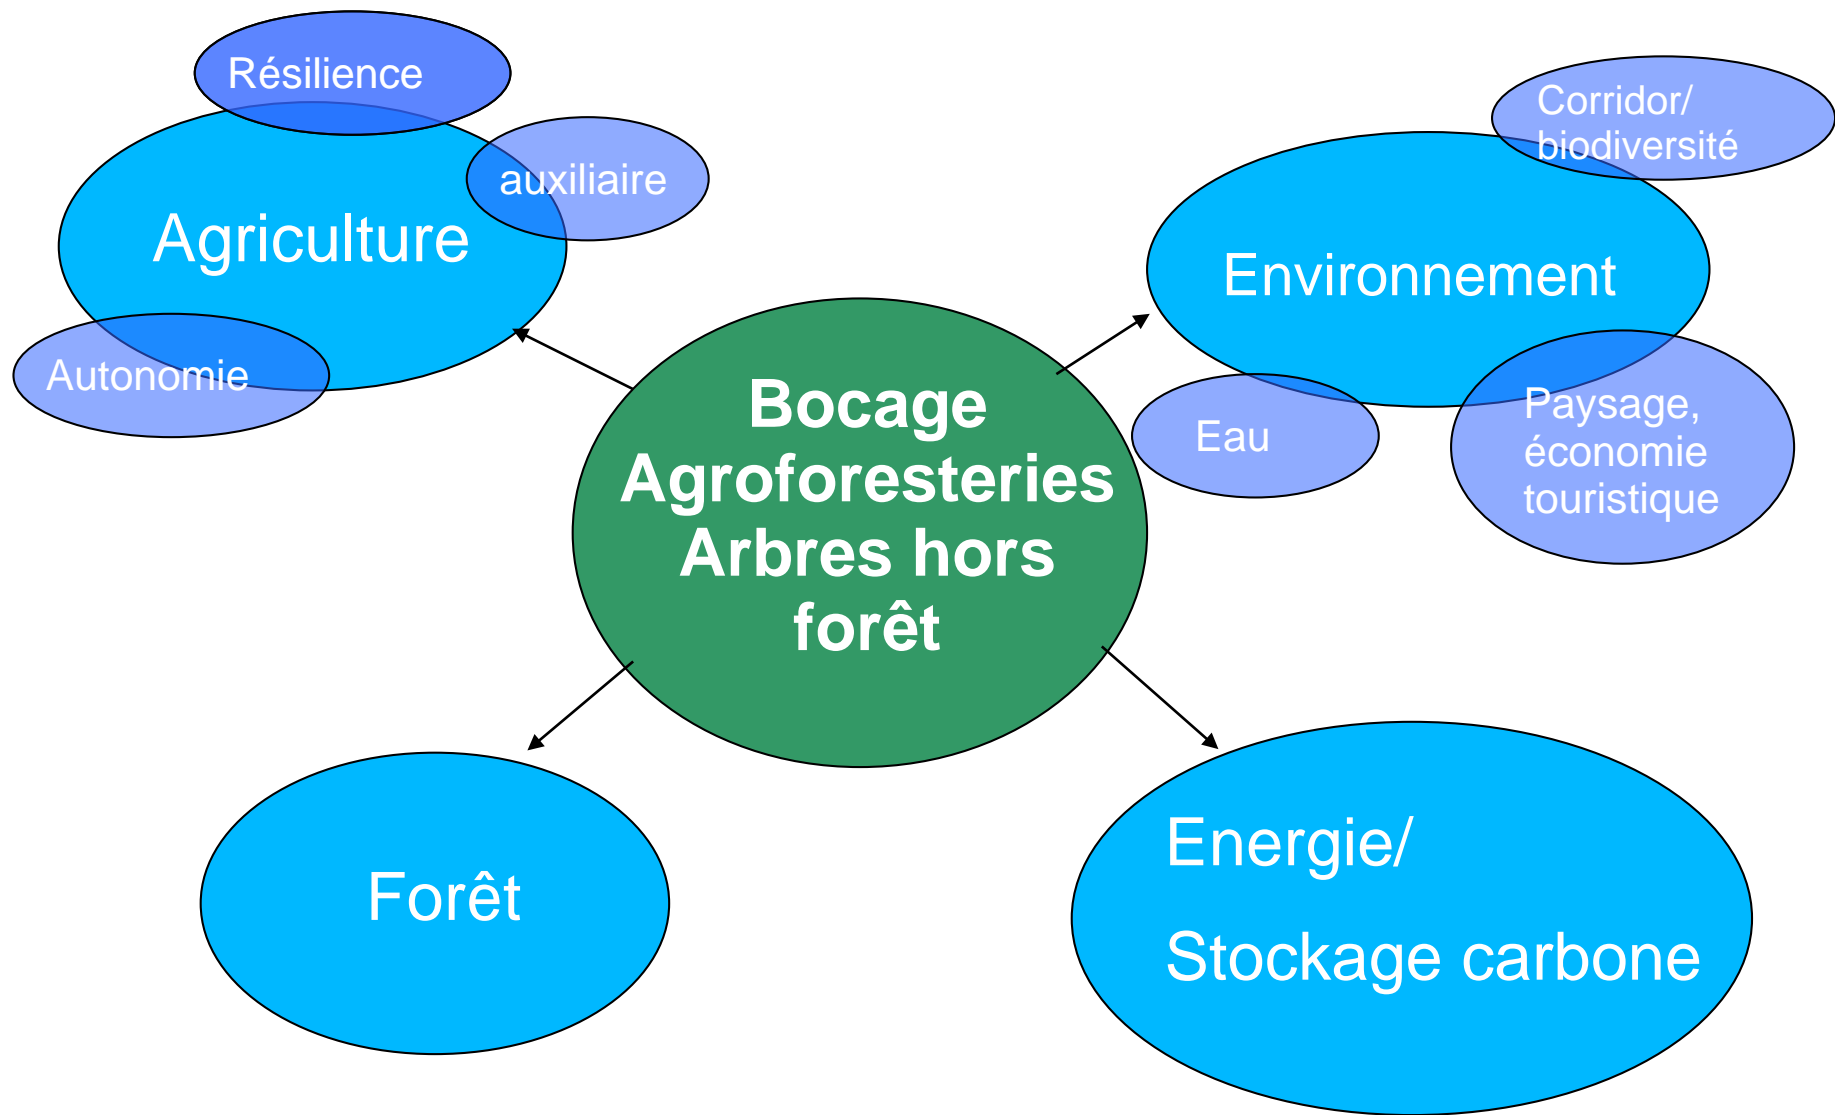 Résilience
auxiliaire
Agriculture
Autonomie
Corridor/
biodiversité
Environnement
Eau
Paysage,
économie
touristique
Bocage
Agroforesteries
Arbres hors
forêt
Forêt
Energie/
Stockage carbone